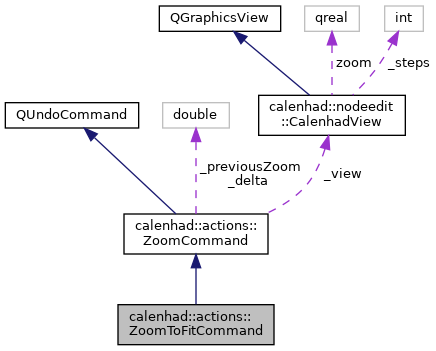 QGraphicsView
qreal
int
zoom
_steps
calenhad::nodeedit
::CalenhadView
QUndoCommand
double
_previousZoom
_delta
_view
calenhad::actions::
ZoomCommand
calenhad::actions::
ZoomToFitCommand